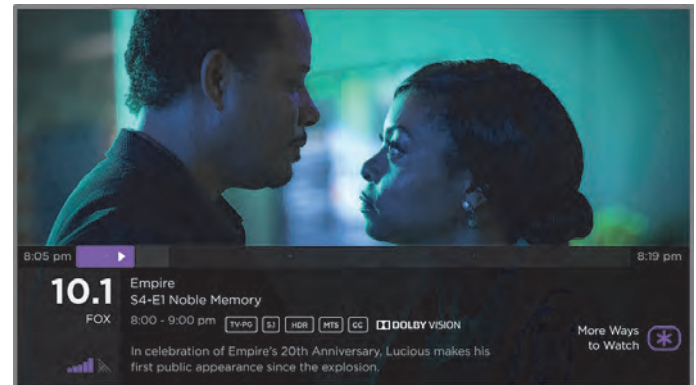 8:05 pm
8:19 pm
10.1
FOX
Empire
S4-E1 Noble Memory
8:00 - 9:00 pm TV-PG 5.1 HDR MTS CC DOLBY VISION
In celebration of Empire's 20th Anniversary, Lucious makes his
first public appearance since the explosion.
More Ways
to Watch